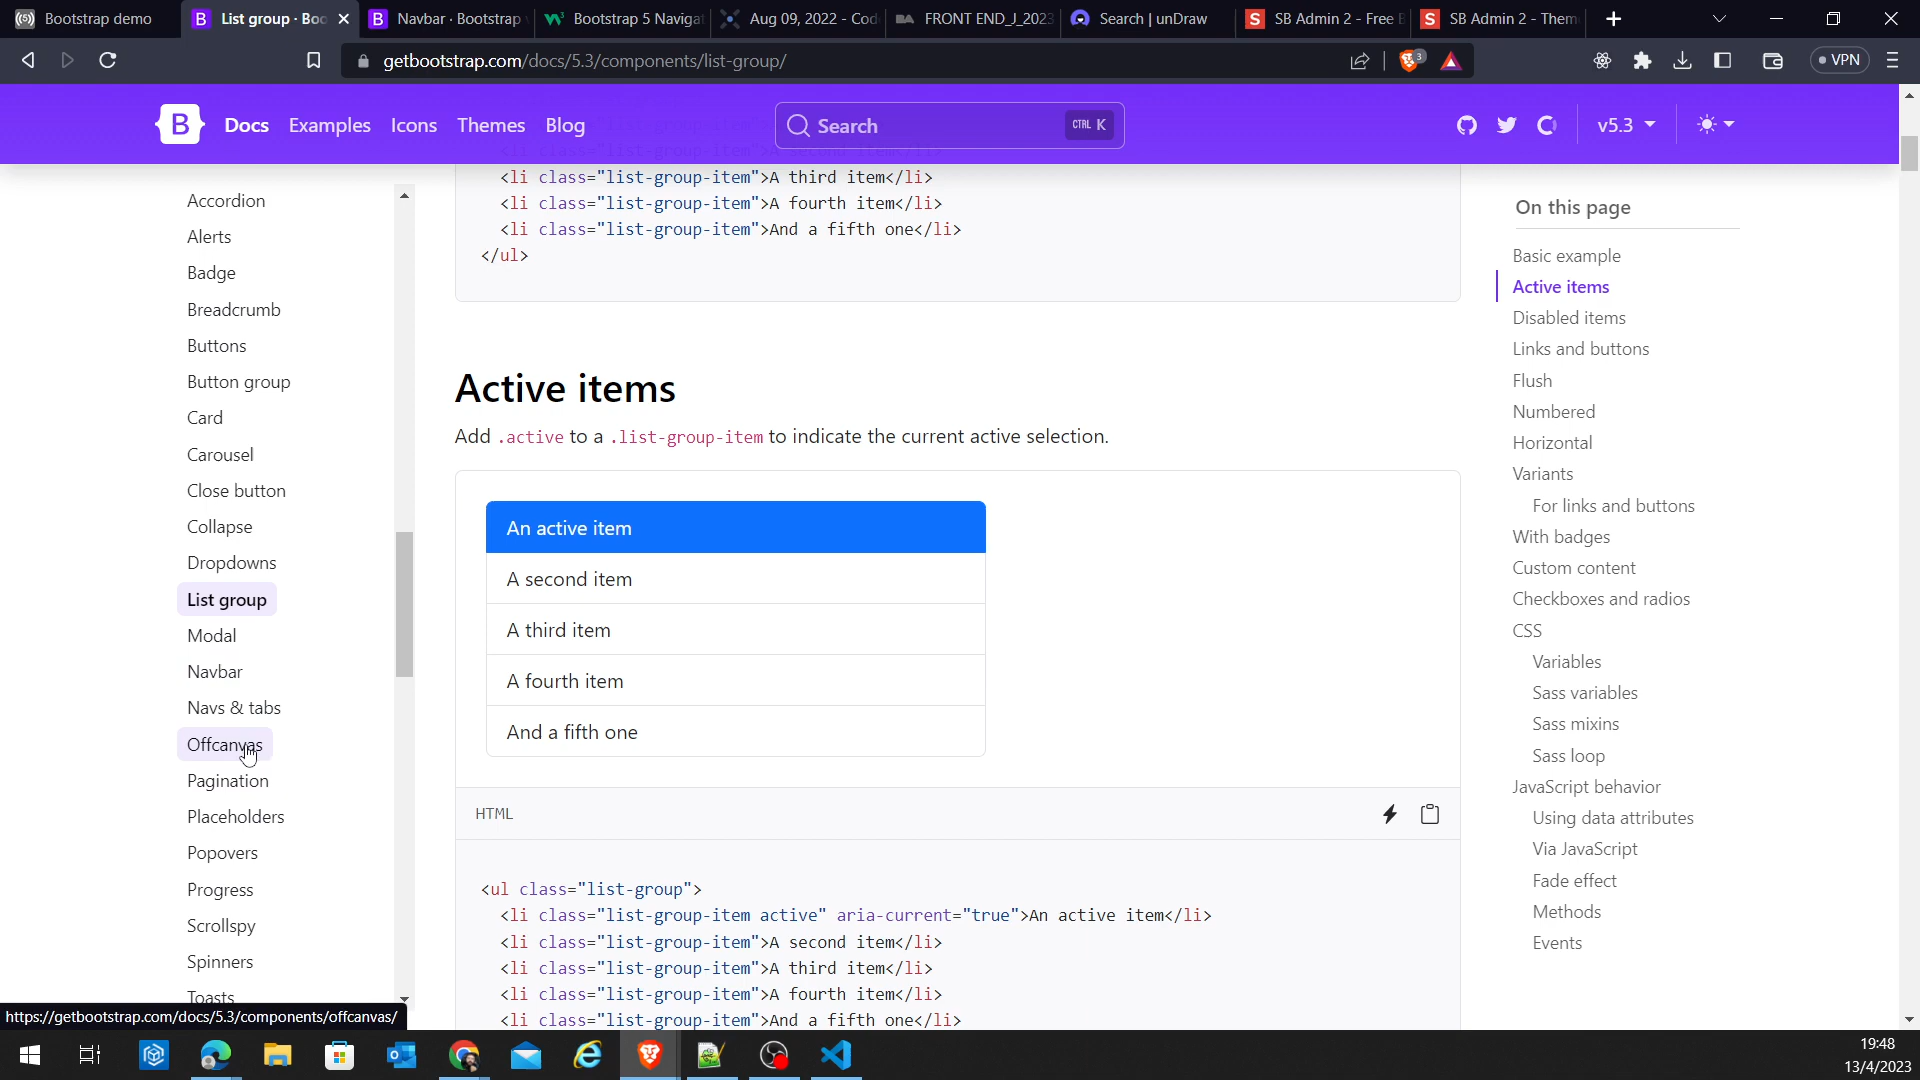 Bootstrap demo
List group · Boo
Navbar · Bootstrap
Bootstrap 5 Navigat
Aug 09, 2022 - Cod
FRONT END_J_2023
Search | unDraw
SB Admin 2 - Free B
SB Admin 2 - Them
getbootstrap.com/docs/5.3/components/list-group/
3
VPN
B
Docs
Examples
Icons
Themes
Blog
Search
CTRL K
v5.3
Accordion
Alerts
Badge
Breadcrumb
Buttons
Button group
Card
Carousel
Close button
Collapse
Dropdowns
List group
Modal
Navbar
Navs & tabs
Offcanvas
Pagination
Placeholders
Popovers
Progress
Scrollspy
Spinners
Toasts
<li class="list-group-item">A second item</li>
<li class="list-group-item">A third item</li>
<li class="list-group-item">A fourth item</li>
<li class="list-group-item">And a fifth one</li>
</ul>
Active items
Add .active to a .list-group-item to indicate the current active selection.
An active item
A second item
A third item
A fourth item
And a fifth one
HTML
<ul class="list-group">
<li class="list-group-item active" aria-current="true">An active item</li>
<li class="list-group-item">A second item</li>
<li class="list-group-item">A third item</li>
<li class="list-group-item">A fourth item</li>
<li class="list-group-item">And a fifth one</li>
On this page
Basic example
Active items
Disabled items
Links and buttons
Flush
Numbered
Horizontal
Variants
For links and buttons
With badges
Custom content
Checkboxes and radios
CSS
Variables
Sass variables
Sass mixins
Sass loop
JavaScript behavior
Using data attributes
Via JavaScript
Fade effect
Methods
Events
https://getbootstrap.com/docs/5.3/components/offcanvas/
19:48
13/4/2023